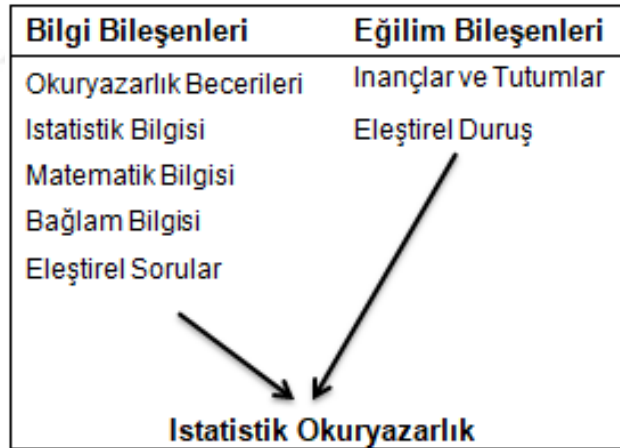 Bilgi Bileşenleri
Eğilim Bileşenleri
Okuryazarlık Becerileri
Istatistik Bilgisi
Matematik Bilgisi
Bağlam Bilgisi
Eleştirel Sorular
Inançlar ve Tutumlar
Eleştirel Duruş
Istatistik Okuryazarlık